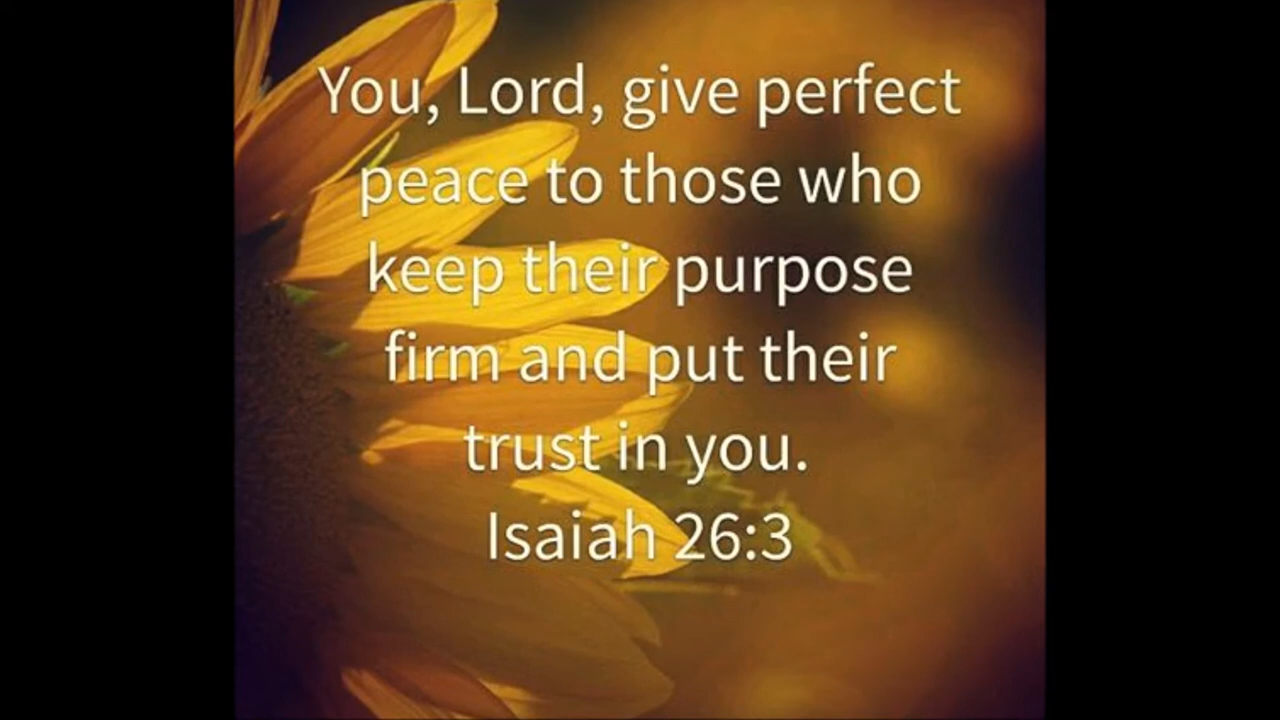 You, Lord, give perfect
peace to those who
keep their purpose
firm and put their
trust in you.
Isaiah 26:3